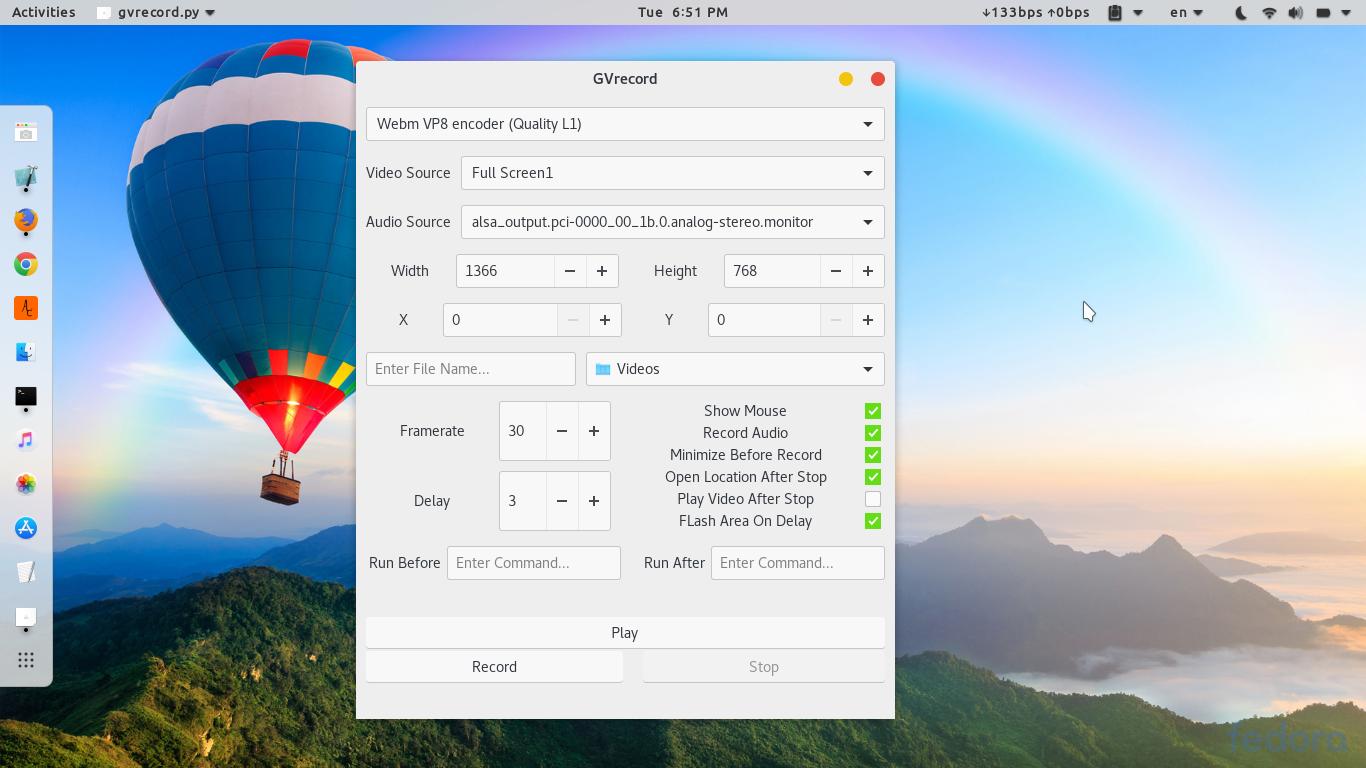 Activities gvrecord.py Tue 6:51 PM ↓133bps ↑0bps en
GVrecord
Webm VP8 encoder (Quality L1)
Video Source Full Screen1
Audio Source alsa_output.pci-0000_00_1b.0.analog-stereo.monitor
Width 1366 − + Height 768 − +
X 0 − + Y 0 − +
Enter File Name... Videos
Framerate 30 − +
Delay 3 − +
Show Mouse
Record Audio
Minimize Before Record
Open Location After Stop
Play Video After Stop
FLash Area On Delay
Run Before Enter Command... Run After Enter Command...
Play
Record Stop
fedora